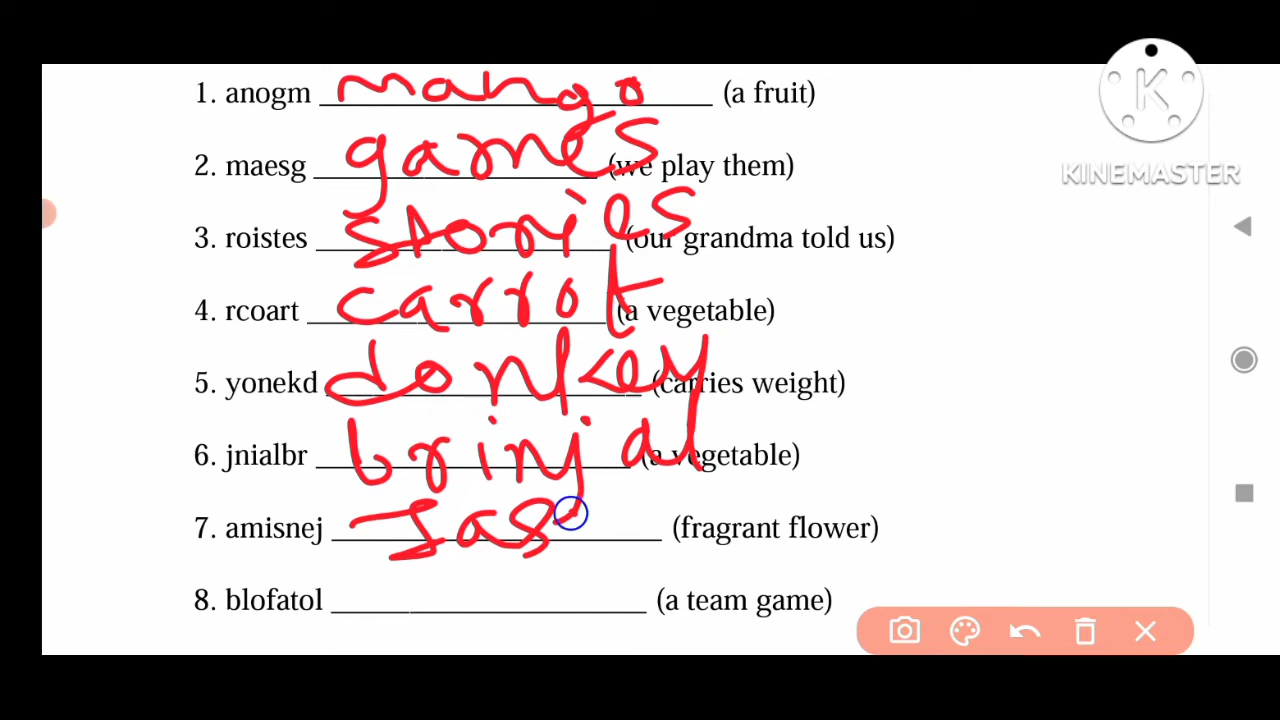 1. anogm mango (a fruit)
2. maesg games (we play them)
3. roistes stories (our grandma told us)
4. rcoart carrot (a vegetable)
5. yonekd donkey (carries weight)
6. jnialbr brinjal (a vegetable)
7. amisnej Jas (fragrant flower)
8. blofatol (a team game)
K
KINEMASTER